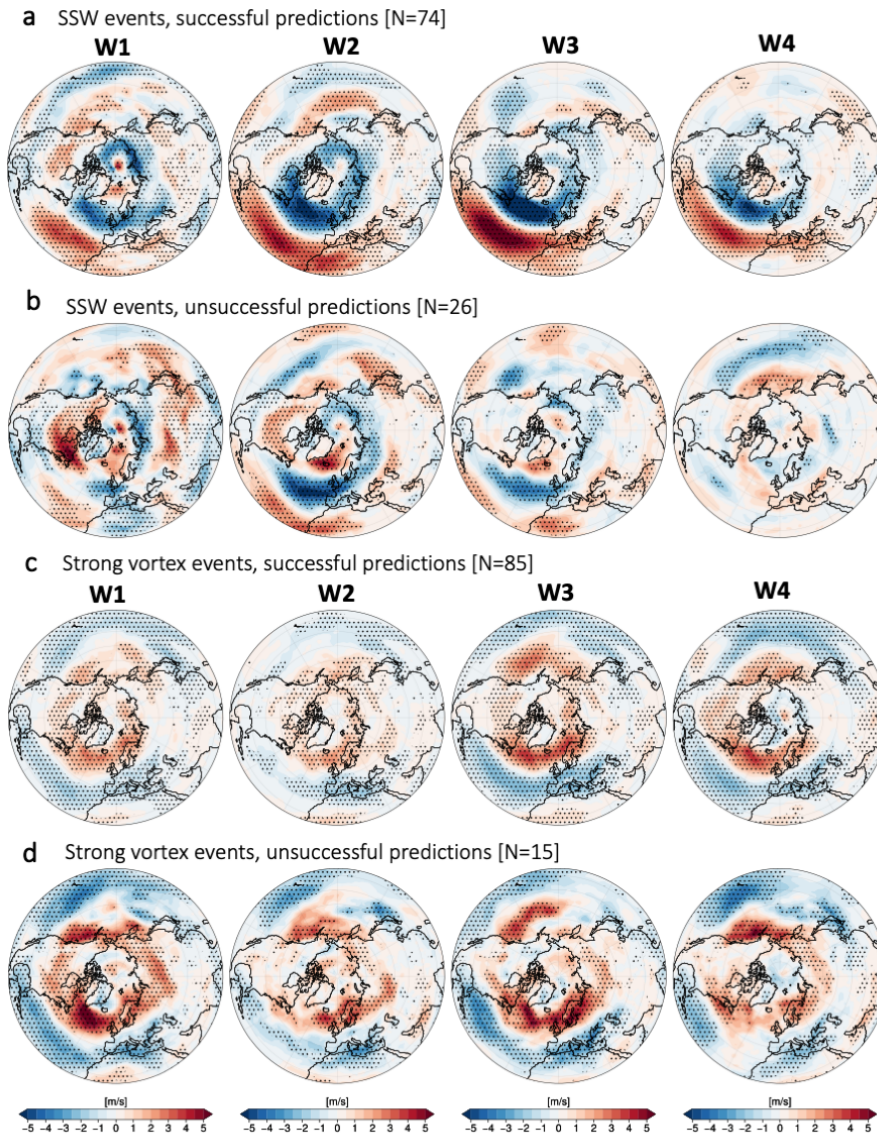 a SSW events, successful predictions [N=74]
W1 W2 W3 W4
b SSW events, unsuccessful predictions [N=26]
c Strong vortex events, successful predictions [N=85]
W1 W2 W3 W4
d Strong vortex events, unsuccessful predictions [N=15]
[m/s] [m/s] [m/s] [m/s]
−5 −4 −3 −2 −1 0 1 2 3 4 5 −5 −4 −3 −2 −1 0 1 2 3 4 5 −5 −4 −3 −2 −1 0 1 2 3 4 5 −5 −4 −3 −2 −1 0 1 2 3 4 5